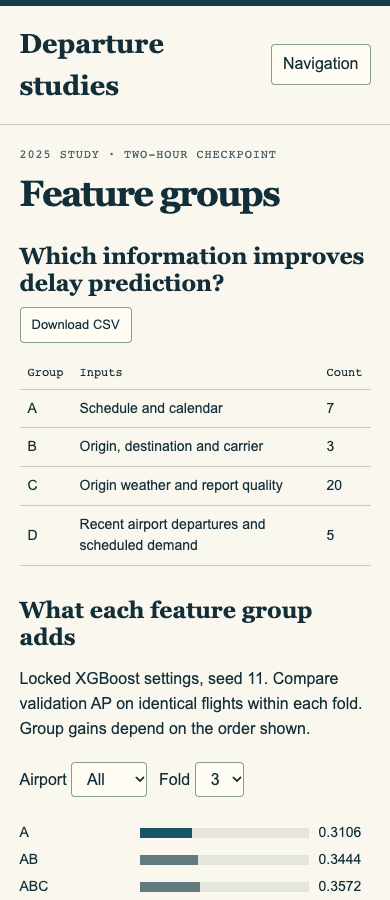 Departure
studies
Navigation
2025 STUDY · TWO-HOUR CHECKPOINT
Feature groups
Which information improves
delay prediction?
Download CSV
Group Inputs Count
A Schedule and calendar 7
B Origin, destination and carrier 3
C Origin weather and report quality 20
D Recent airport departures and
scheduled demand 5
What each feature group
adds
Locked XGBoost settings, seed 11. Compare
validation AP on identical flights within each fold.
Group gains depend on the order shown.
Airport All Fold 3
A 0.3106
AB 0.3444
ABC 0.3572